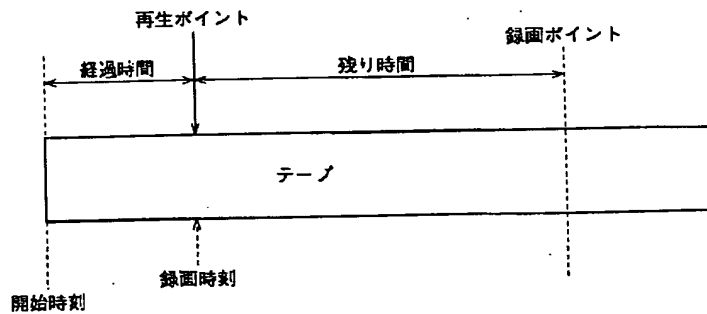 再生ポイント
録画ポイント
経過時間
残り時間
テープ
録画時刻
開始時刻